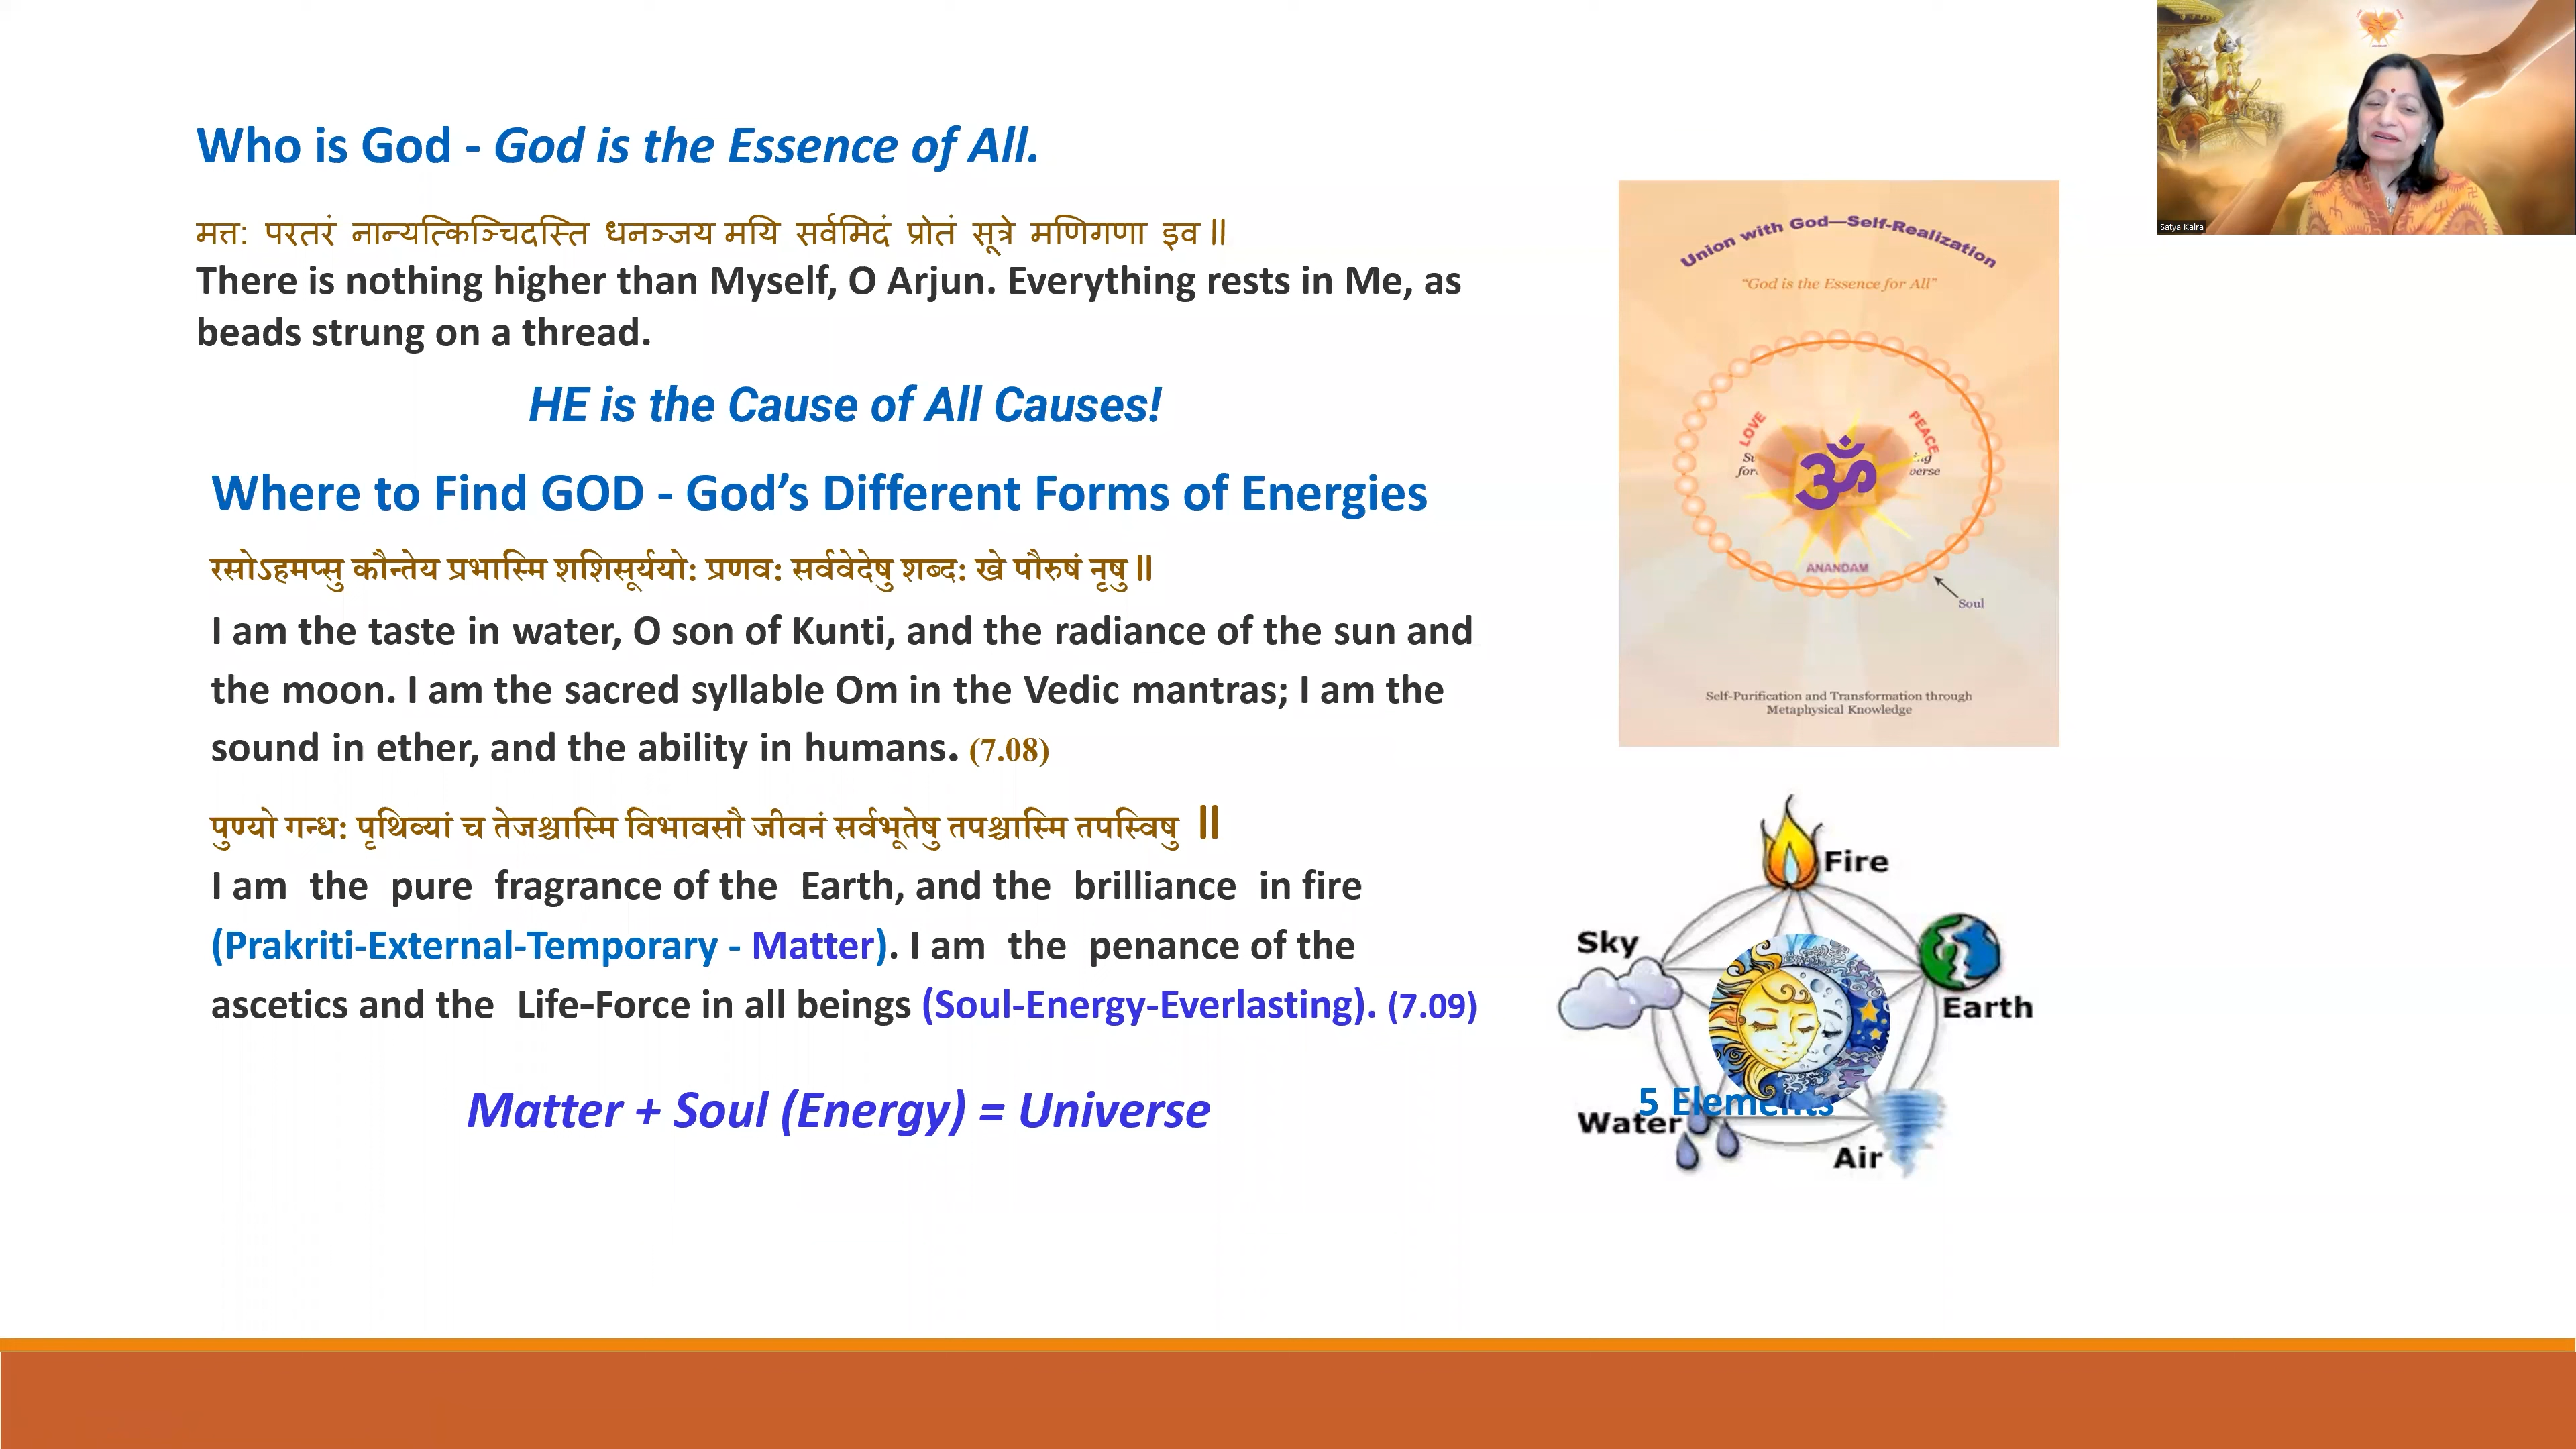 Who is God - God is the Essence of All.
मत्त: परतरं नान्यत्किञ्चिदस्ति धनञ्जय मयि सर्वमिदं प्रोतं सूत्रे मणिगणा इव ll
There is nothing higher than Myself, O Arjun. Everything rests in Me, as
beads strung on a thread.
HE is the Cause of All Causes!
Where to Find GOD - God’s Different Forms of Energies
रसोऽहमप्सु कौन्तेय प्रभास्मि शशिसूर्ययो: प्रणव: सर्ववेदेषु शब्द: खे पौरुषं नृषु ll
I am the taste in water, O son of Kunti, and the radiance of the sun and
the moon. I am the sacred syllable Om in the Vedic mantras; I am the
sound in ether, and the ability in humans. (7.08)
पुण्यो गन्ध: पृथिव्यां च तेजश्चास्मि विभावसौ जीवनं सर्वभूतेषु तपश्चास्मि तपस्विषु ll
I am the pure fragrance of the Earth, and the brilliance in fire
(Prakriti-External-Temporary - Matter). I am the penance of the
ascetics and the Life-Force in all beings (Soul-Energy-Everlasting). (7.09)
Matter + Soul (Energy) = Universe
Union with God—Self-Realization
“God is the Essence for All”
LOVE
PEACE
ॐ
ANANDAM
Soul
Self-Purification and Transformation through
Metaphysical Knowledge
Fire
Sky
Earth
5 Elements
Water
Air
Satya Kalra